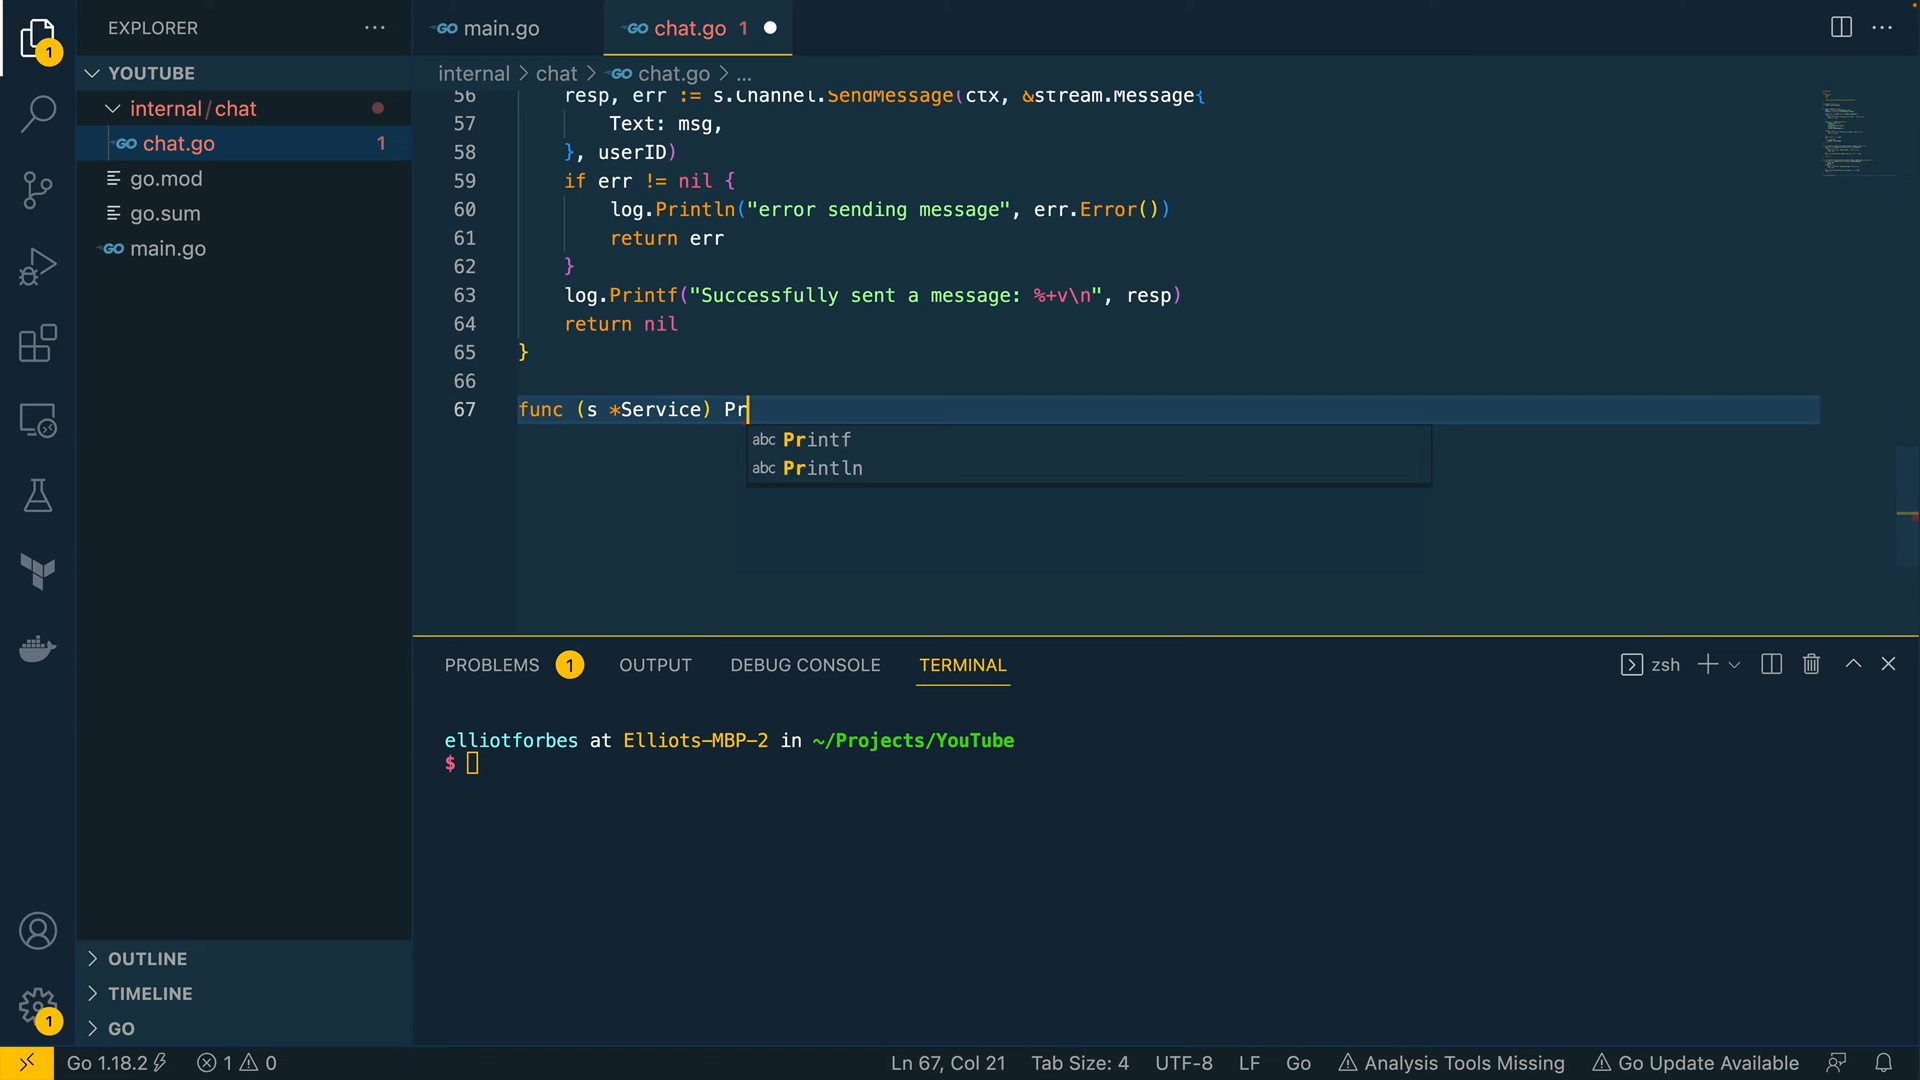 EXPLORER
main.go
chat.go 1
YOUTUBE
internal > chat > chat.go > ...
internal/chat
chat.go 1
go.mod
go.sum
main.go
56 resp, err := s.Channel.SendMessage(ctx, &stream.Message{
57 Text: msg,
58 }, userID)
59 if err != nil {
60 log.Println("error sending message", err.Error())
61 return err
62 }
63 log.Printf("Successfully sent a message: %+v\n", resp)
64 return nil
65 }
66
67 func (s *Service) Pr
abc Printf
abc Println
PROBLEMS 1 OUTPUT DEBUG CONSOLE TERMINAL
zsh
elliotforbes at Elliots-MBP-2 in ~/Projects/YouTube
$
OUTLINE
TIMELINE
GO
1
1
Go 1.18.2 1 0 Ln 67, Col 21 Tab Size: 4 UTF-8 LF Go Analysis Tools Missing Go Update Available